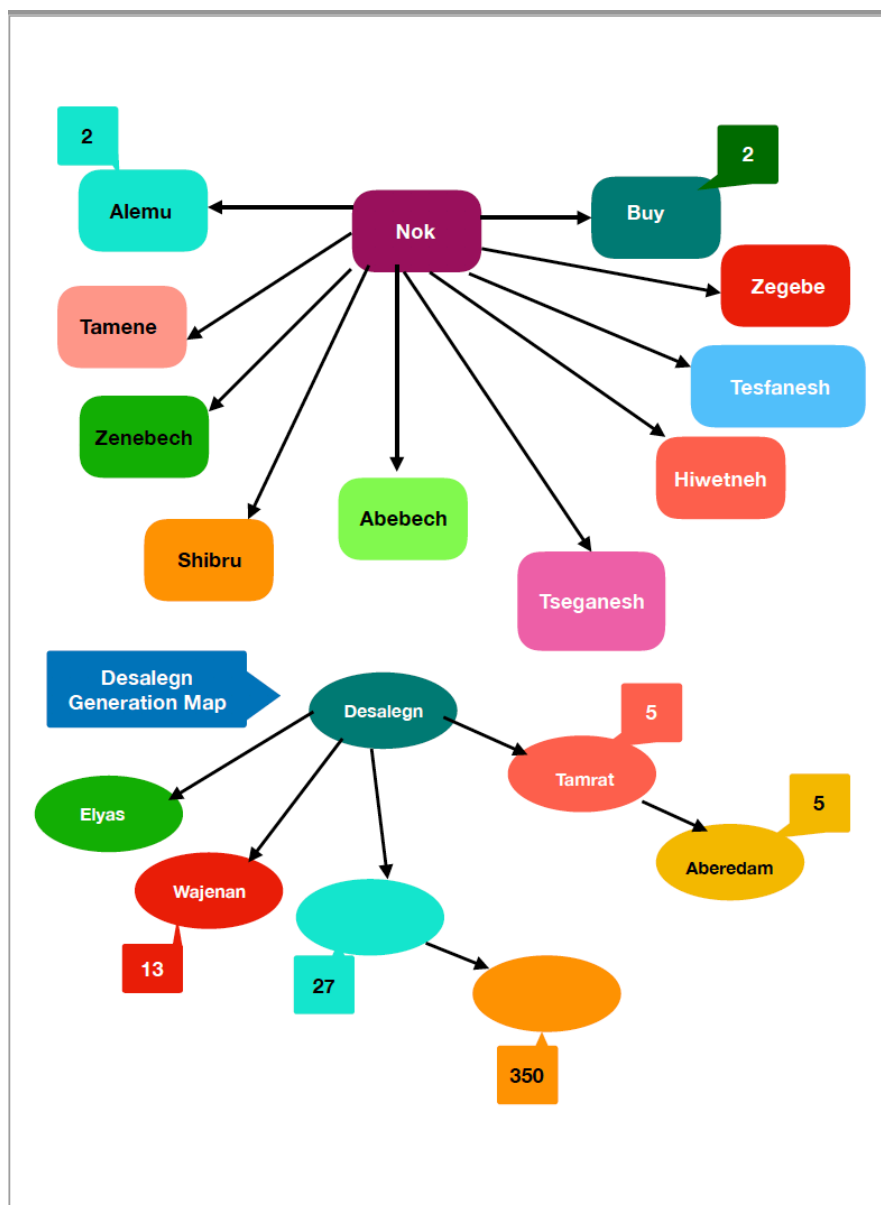 2
2
Alemu
Nok
Buy
Zegebe
Tamene
Tesfanesh
Zenebech
Hiwetneh
Abebech
Shibru
Tseganesh
Desalegn
Generation Map
Desalegn
5
Tamrat
5
Elyas
Aberedam
Wajenan
13
27
350